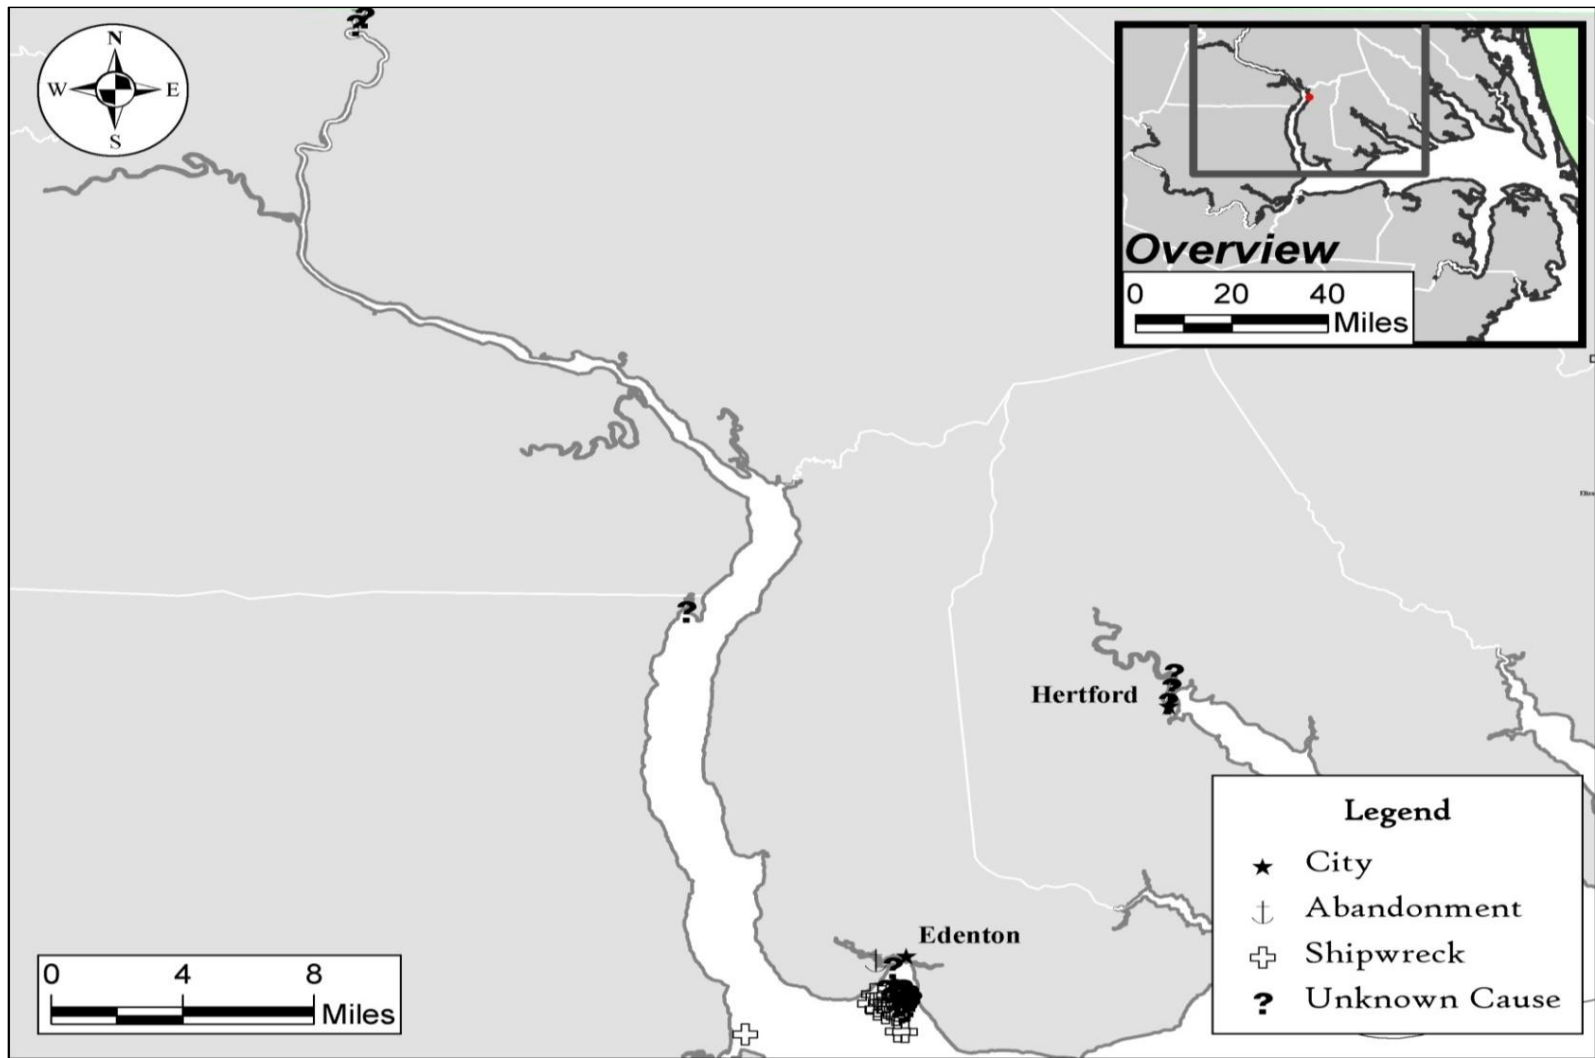 N
W E
S
Overview
0 20 40
Miles
Hertford
Edenton
Legend
City
Abandonment
Shipwreck
? Unknown Cause
0 4 8
Miles